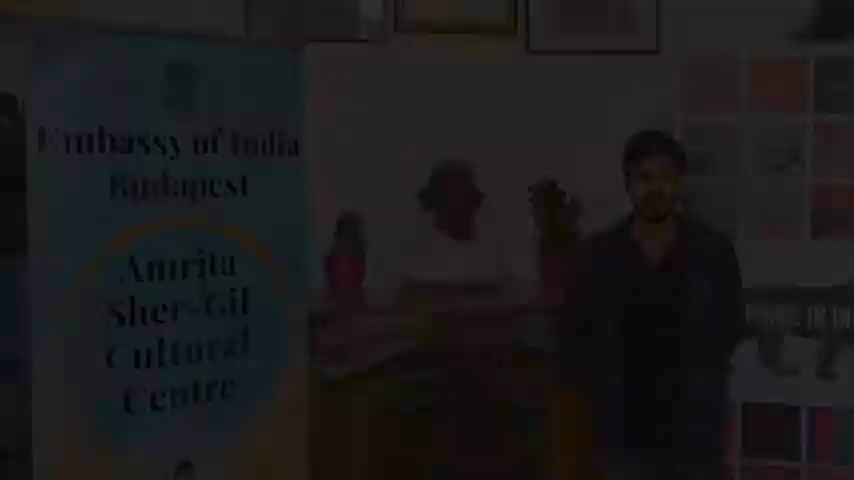 Embassy of India
Budapest
Amrita
Sher-Gil
Cultural
Centre